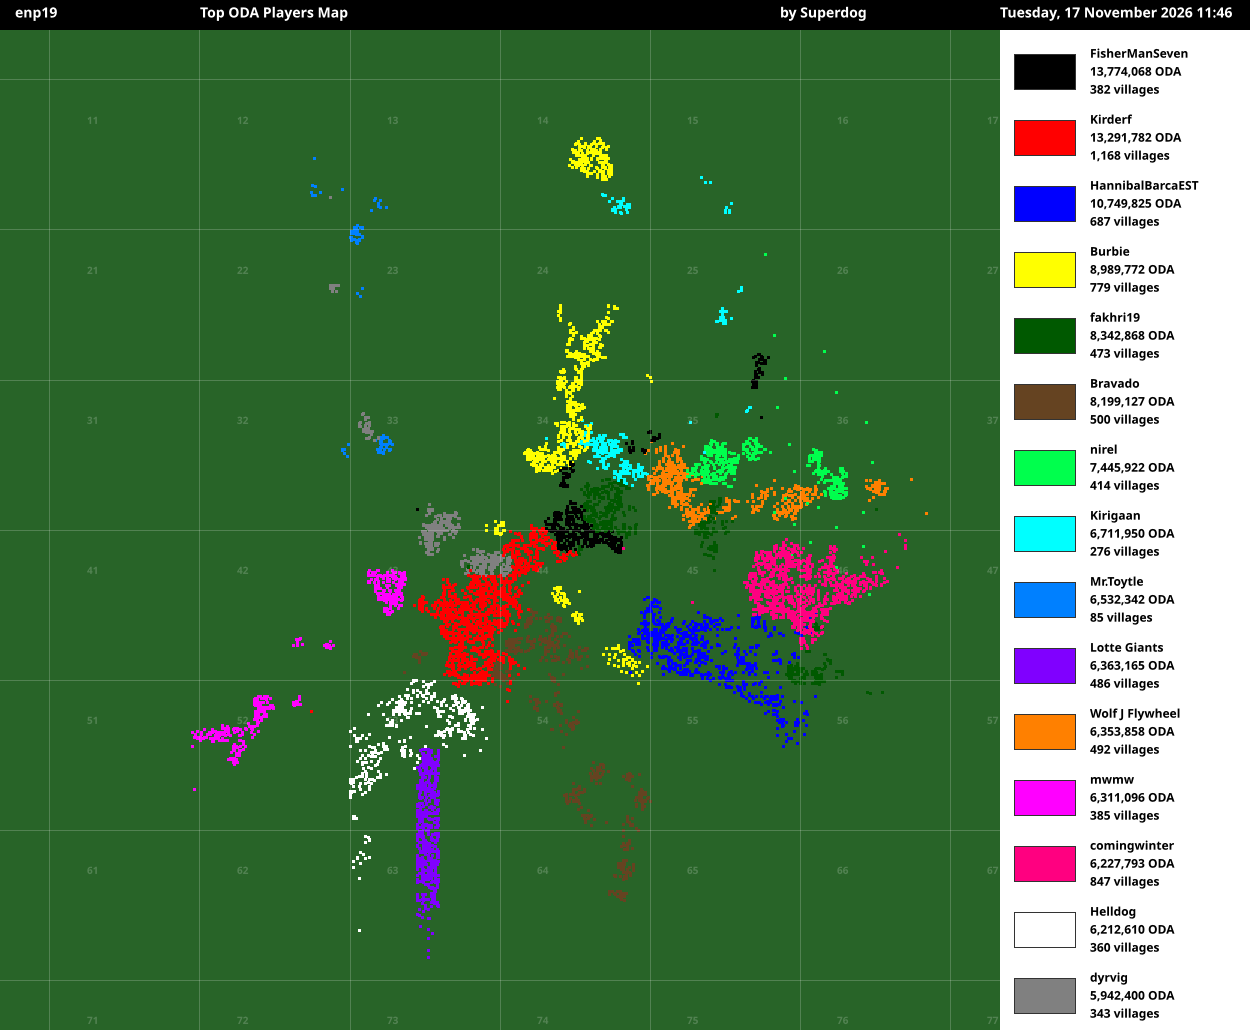 enp19 Top ODA Players Map by Superdog Tuesday, 17 November 2026 11:46
FisherManSeven
13,774,068 ODA
382 villages
11 12 13 14 15 16 17
Kirderf
13,291,782 ODA
1,168 villages
HannibalBarcaEST
10,749,825 ODA
687 villages
Burbie
8,989,772 ODA
779 villages
21 22 23 24 25 26 27
fakhri19
8,342,868 ODA
473 villages
Bravado
8,199,127 ODA
500 villages
31 32 33 34 35 36 37
nirel
7,445,922 ODA
414 villages
Kirigaan
6,711,950 ODA
276 villages
41 42 43 44 45 46 47
Mr.Toytle
6,532,342 ODA
85 villages
Lotte Giants
6,363,165 ODA
486 villages
Wolf J Flywheel
6,353,858 ODA
492 villages
51 52 53 54 55 56 57
mwmw
6,311,096 ODA
385 villages
comingwinter
6,227,793 ODA
847 villages
61 62 63 64 65 66 67
Helldog
6,212,610 ODA
360 villages
dyrvig
5,942,400 ODA
343 villages
71 72 73 74 75 76 77